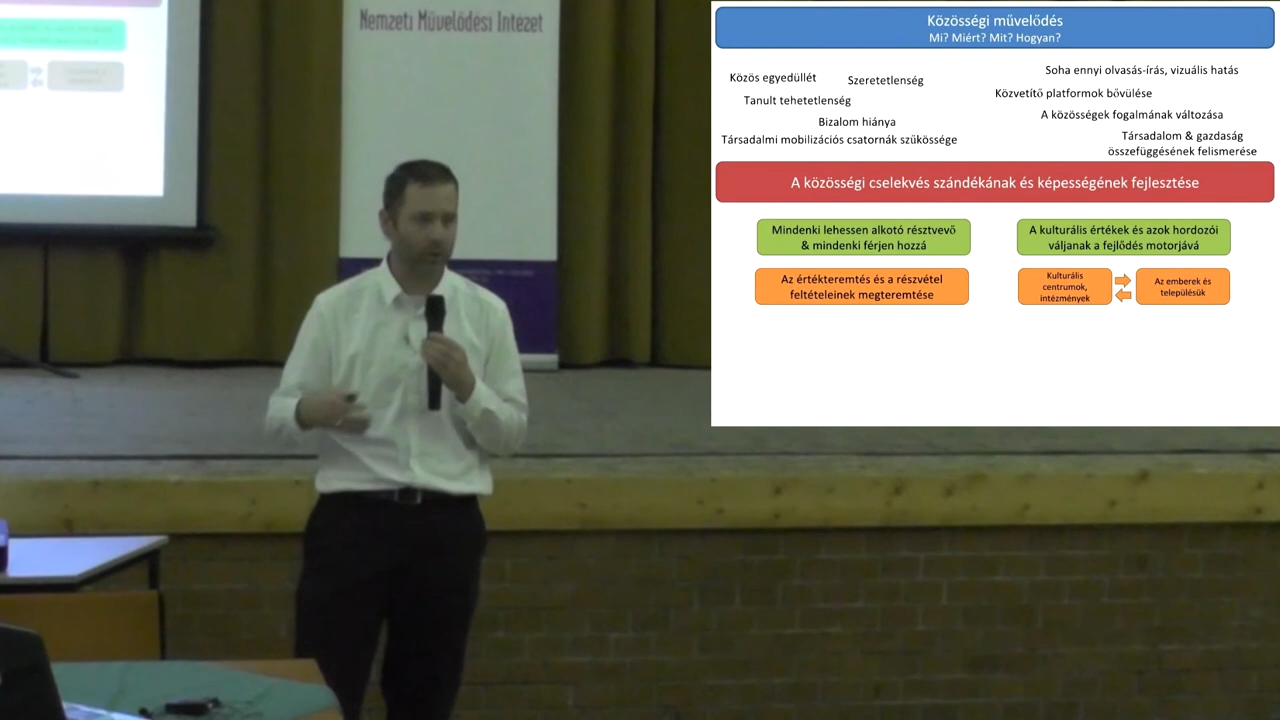 Nemzeti Művelődési Intézet
Közösségi művelődés
Mi? Miért? Mit? Hogyan?
Közös egyedüllét
Szeretetlenség
Tanult tehetetlenség
Bizalom hiánya
Társadalmi mobilizációs csatornák szűkössége
Soha ennyi olvasás-írás, vizuális hatás
Közvetítő platformok bővülése
A közösségek fogalmának változása
Társadalom & gazdaság
összefüggésének felismerése
A közösségi cselekvés szándékának és képességének fejlesztése
Mindenki lehessen alkotó résztvevő
& mindenki férjen hozzá
A kulturális értékek és azok hordozói
váljanak a fejlődés motorjává
Az értékteremtés és a részvétel
feltételeinek megteremtése
Kulturális
centrumok,
intézmények
Az emberek és
településük